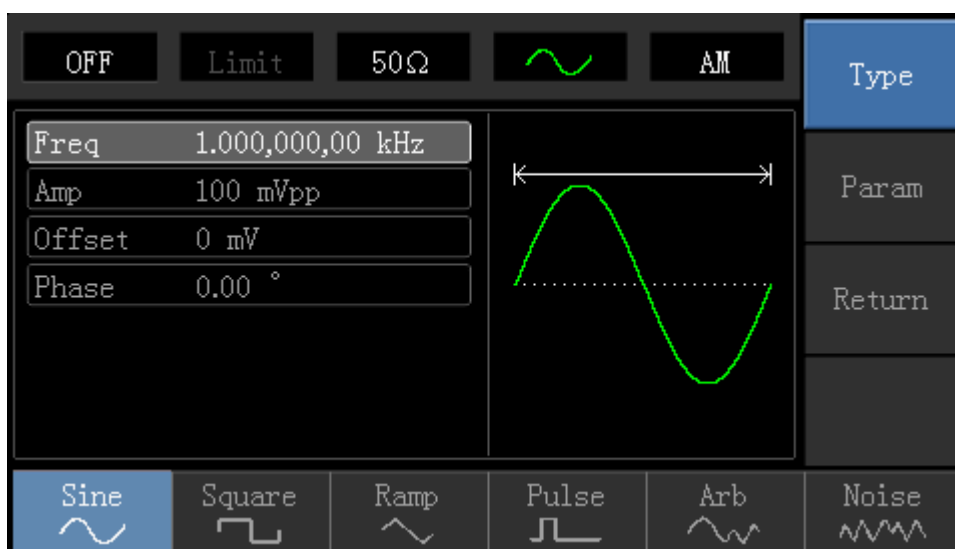 OFF Limit 50Ω AM Type
Freq 1.000,000,00 kHz
Amp 100 mVpp
Offset 0 mV
Phase 0.00 °
Param
Return
Sine Square Ramp Pulse Arb Noise